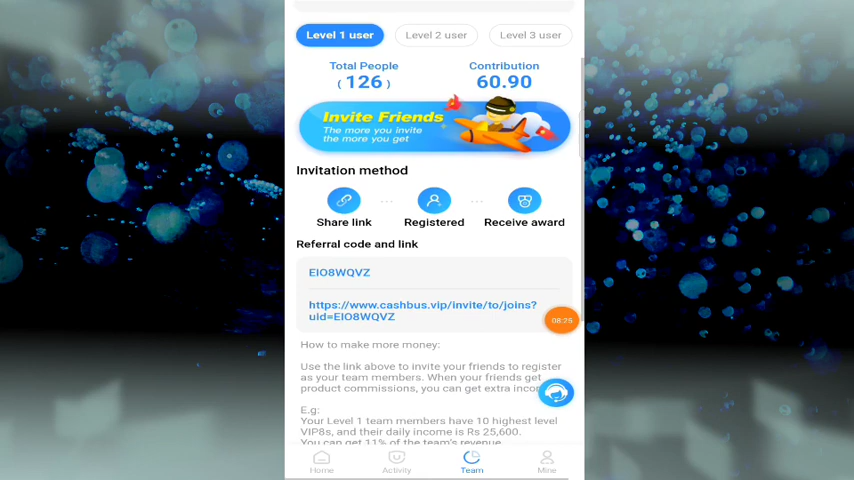 Level 1 user
Level 2 user
Level 3 user
Total People
Contribution
( 126 )
60.90
Invite Friends
The more you invite
the more you get
Invitation method
Share link
Registered
Receive award
Referral code and link
EIO8WQVZ
https://www.cashbus.vip/invite/to/joins?
uid=EIO8WQVZ
08:25
How to make more money:
Use the link above to invite your friends to register
as your team members. When your friends get
product commissions, you can get extra
E.g:
Your Level 1 team members have 10 highest level
VIP8s, and their daily income is Rs 25,600.
You can get 11% of the team's revenue
Home
Activity
Team
Mine